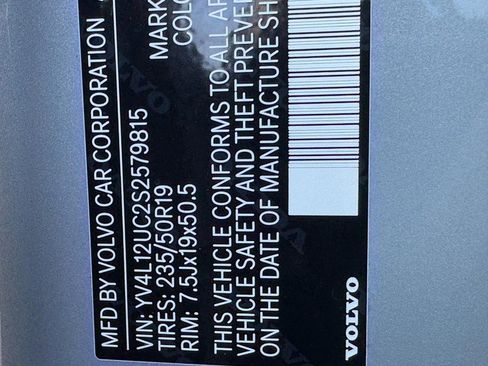 MFD BY VOLVO CAR CORPORATION
VIN: YV4L12UC2S2579815
TIRES: 235/50R19
RIM: 7.5Jx19x50.5
MARK
COLO
THIS VEHICLE CONFORMS TO ALL AP
VEHICLE SAFETY AND THEFT PREVE
ON THE DATE OF MANUFACTURE SH
VOLVO
VOLVO